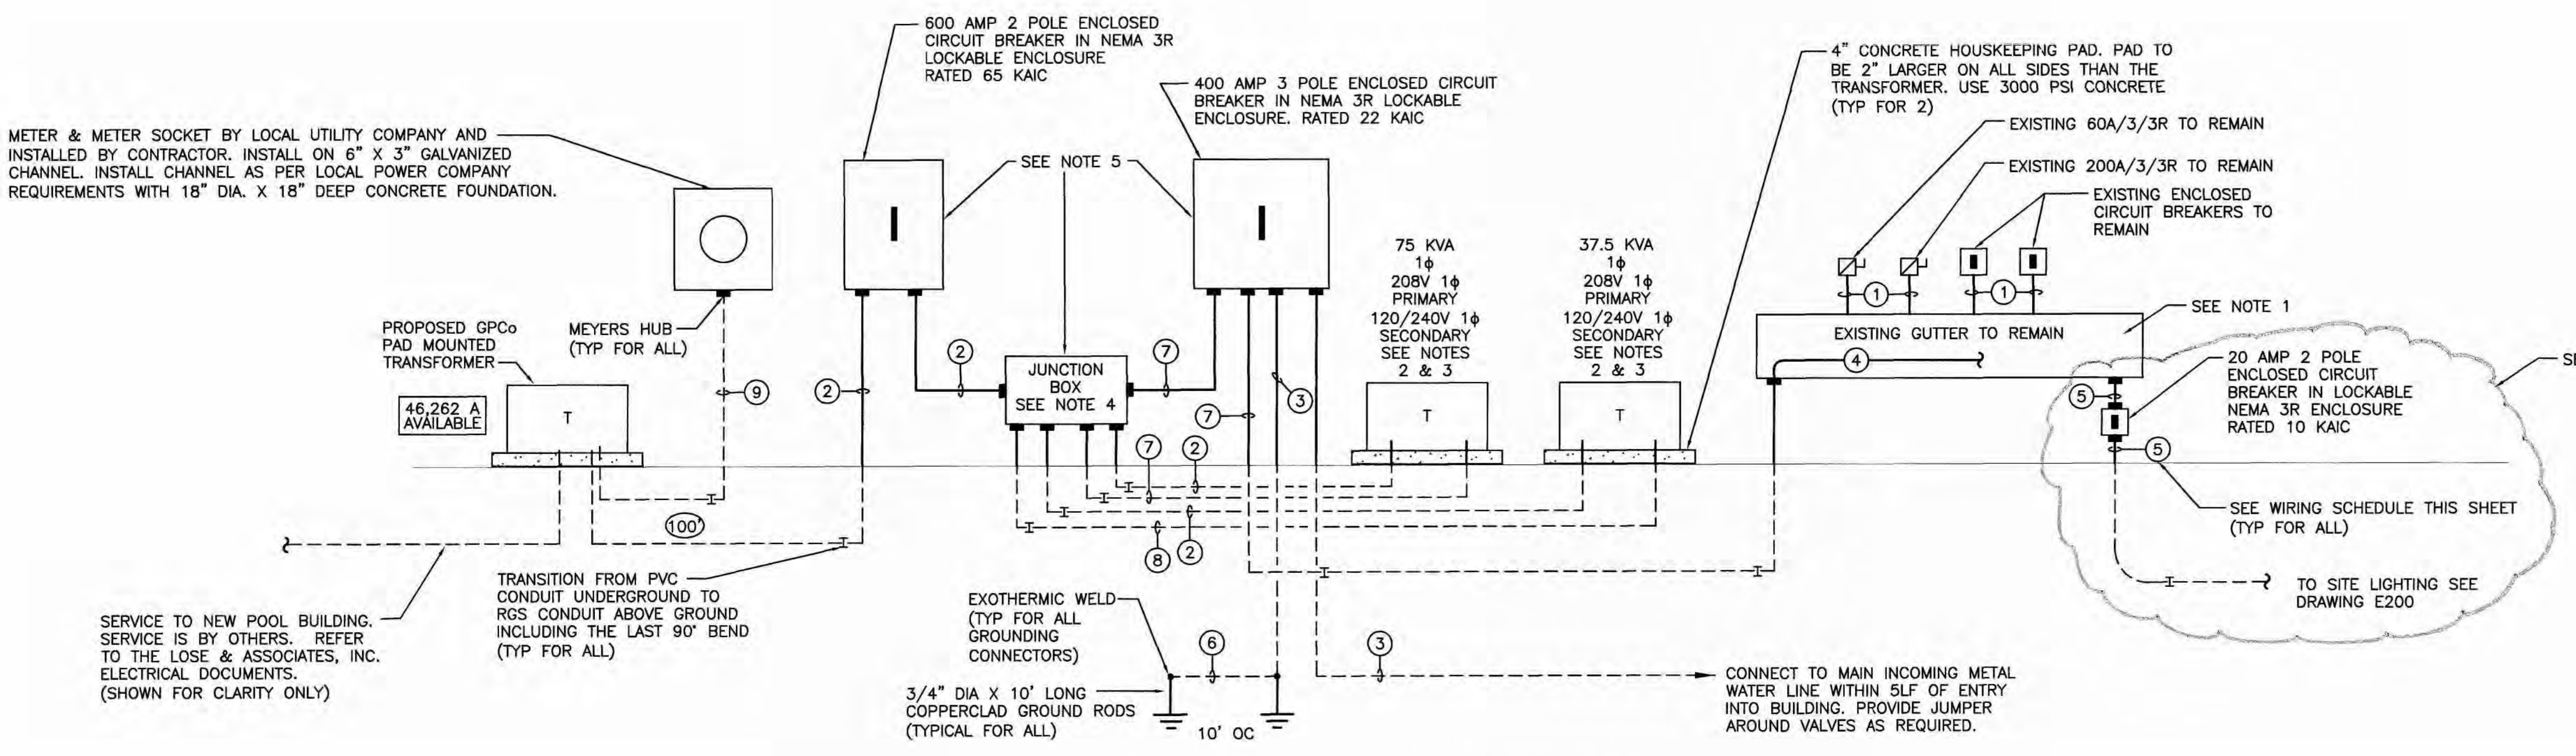 600 AMP 2 POLE ENCLOSED
CIRCUIT BREAKER IN NEMA 3R
LOCKABLE ENCLOSURE
RATED 65 KAIC
400 AMP 3 POLE ENCLOSED CIRCUIT
BREAKER IN NEMA 3R LOCKABLE
ENCLOSURE. RATED 22 KAIC
4" CONCRETE HOUSKEEPING PAD. PAD TO
BE 2" LARGER ON ALL SIDES THAN THE
TRANSFORMER. USE 3000 PSI CONCRETE
(TYP FOR 2)
EXISTING 60A/3/3R TO REMAIN
EXISTING 200A/3/3R TO REMAIN
EXISTING ENCLOSED
CIRCUIT BREAKERS TO
REMAIN
METER & METER SOCKET BY LOCAL UTILITY COMPANY AND
INSTALLED BY CONTRACTOR. INSTALL ON 6" X 3" GALVANIZED
CHANNEL. INSTALL CHANNEL AS PER LOCAL POWER COMPANY
REQUIREMENTS WITH 18" DIA. X 18" DEEP CONCRETE FOUNDATION.
SEE NOTE 5
75 KVA
1ϕ
208V 1ϕ
PRIMARY
120/240V 1ϕ
SECONDARY
SEE NOTES
2 & 3
37.5 KVA
1ϕ
208V 1ϕ
PRIMARY
120/240V 1ϕ
SECONDARY
SEE NOTES
2 & 3
1
1
SEE NOTE 1
EXISTING GUTTER TO REMAIN
4
PROPOSED GPCo
PAD MOUNTED
TRANSFORMER
MEYERS HUB
(TYP FOR ALL)
46,262 A
AVAILABLE
T
9
2
2
JUNCTION
BOX
SEE NOTE 4
7
7
3
T
T
5
20 AMP 2 POLE
ENCLOSED CIRCUIT
BREAKER IN LOCKABLE
NEMA 3R ENCLOSURE
RATED 10 KAIC
5
7
2
8
2
100'
SEE WIRING SCHEDULE THIS SHEET
(TYP FOR ALL)
TO SITE LIGHTING SEE
DRAWING E200
SERVICE TO NEW POOL BUILDING.
SERVICE IS BY OTHERS. REFER
TO THE LOSE & ASSOCIATES, INC.
ELECTRICAL DOCUMENTS.
(SHOWN FOR CLARITY ONLY)
TRANSITION FROM PVC
CONDUIT UNDERGROUND TO
RGS CONDUIT ABOVE GROUND
INCLUDING THE LAST 90° BEND
(TYP FOR ALL)
EXOTHERMIC WELD
(TYP FOR ALL
GROUNDING
CONNECTORS)
6
3
3/4" DIA X 10' LONG
COPPERCLAD GROUND RODS
(TYPICAL FOR ALL)
10' OC
CONNECT TO MAIN INCOMING METAL
WATER LINE WITHIN 5LF OF ENTRY
INTO BUILDING. PROVIDE JUMPER
AROUND VALVES AS REQUIRED.